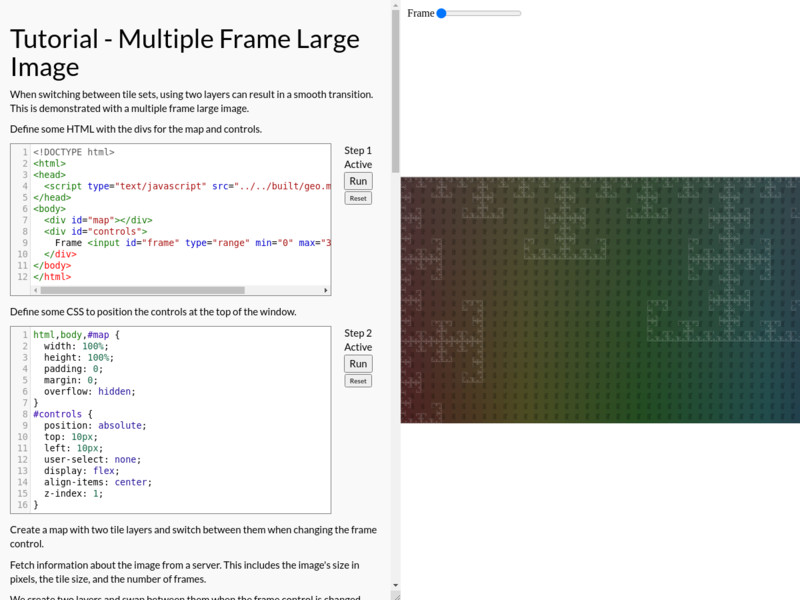 Tutorial - Multiple Frame Large
Image
When switching between tile sets, using two layers can result in a smooth transition.
This is demonstrated with a multiple frame large image.
Define some HTML with the divs for the map and controls.
1 <!DOCTYPE html>
2 <html>
3 <head>
4 <script type="text/javascript" src="../../built/geo.m
5 </head>
6 <body>
7 <div id="map"></div>
8 <div id="controls">
9 Frame <input id="frame" type="range" min="0" max="3
10 </div>
11 </body>
12 </html>
Step 1
Active
Run
Reset
Define some CSS to position the controls at the top of the window.
1 html,body,#map {
2 width: 100%;
3 height: 100%;
4 padding: 0;
5 margin: 0;
6 overflow: hidden;
7 }
8 #controls {
9 position: absolute;
10 top: 10px;
11 left: 10px;
12 user-select: none;
13 display: flex;
14 align-items: center;
15 z-index: 1;
16 }
Step 2
Active
Run
Reset
Create a map with two tile layers and switch between them when changing the frame
control.
Fetch information about the image from a server. This includes the image's size in
pixels, the tile size, and the number of frames.
We create two layers and swap between them when the frame control is changed.
Frame